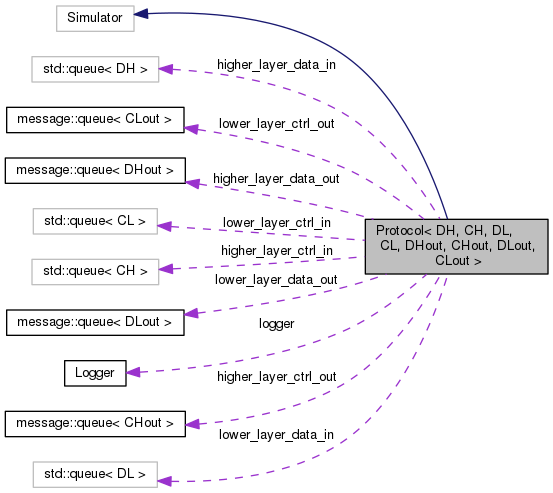 Simulator
higher_layer_data_in
std::queue< DH >
lower_layer_ctrl_out
message::queue< CLout >
higher_layer_data_out
message::queue< DHout >
lower_layer_ctrl_in
std::queue< CL >
Protocol< DH, CH, DL,
CL, DHout, CHout, DLout,
CLout >
higher_layer_ctrl_in
std::queue< CH >
lower_layer_data_out
message::queue< DLout >
logger
Logger
higher_layer_ctrl_out
message::queue< CHout >
lower_layer_data_in
std::queue< DL >